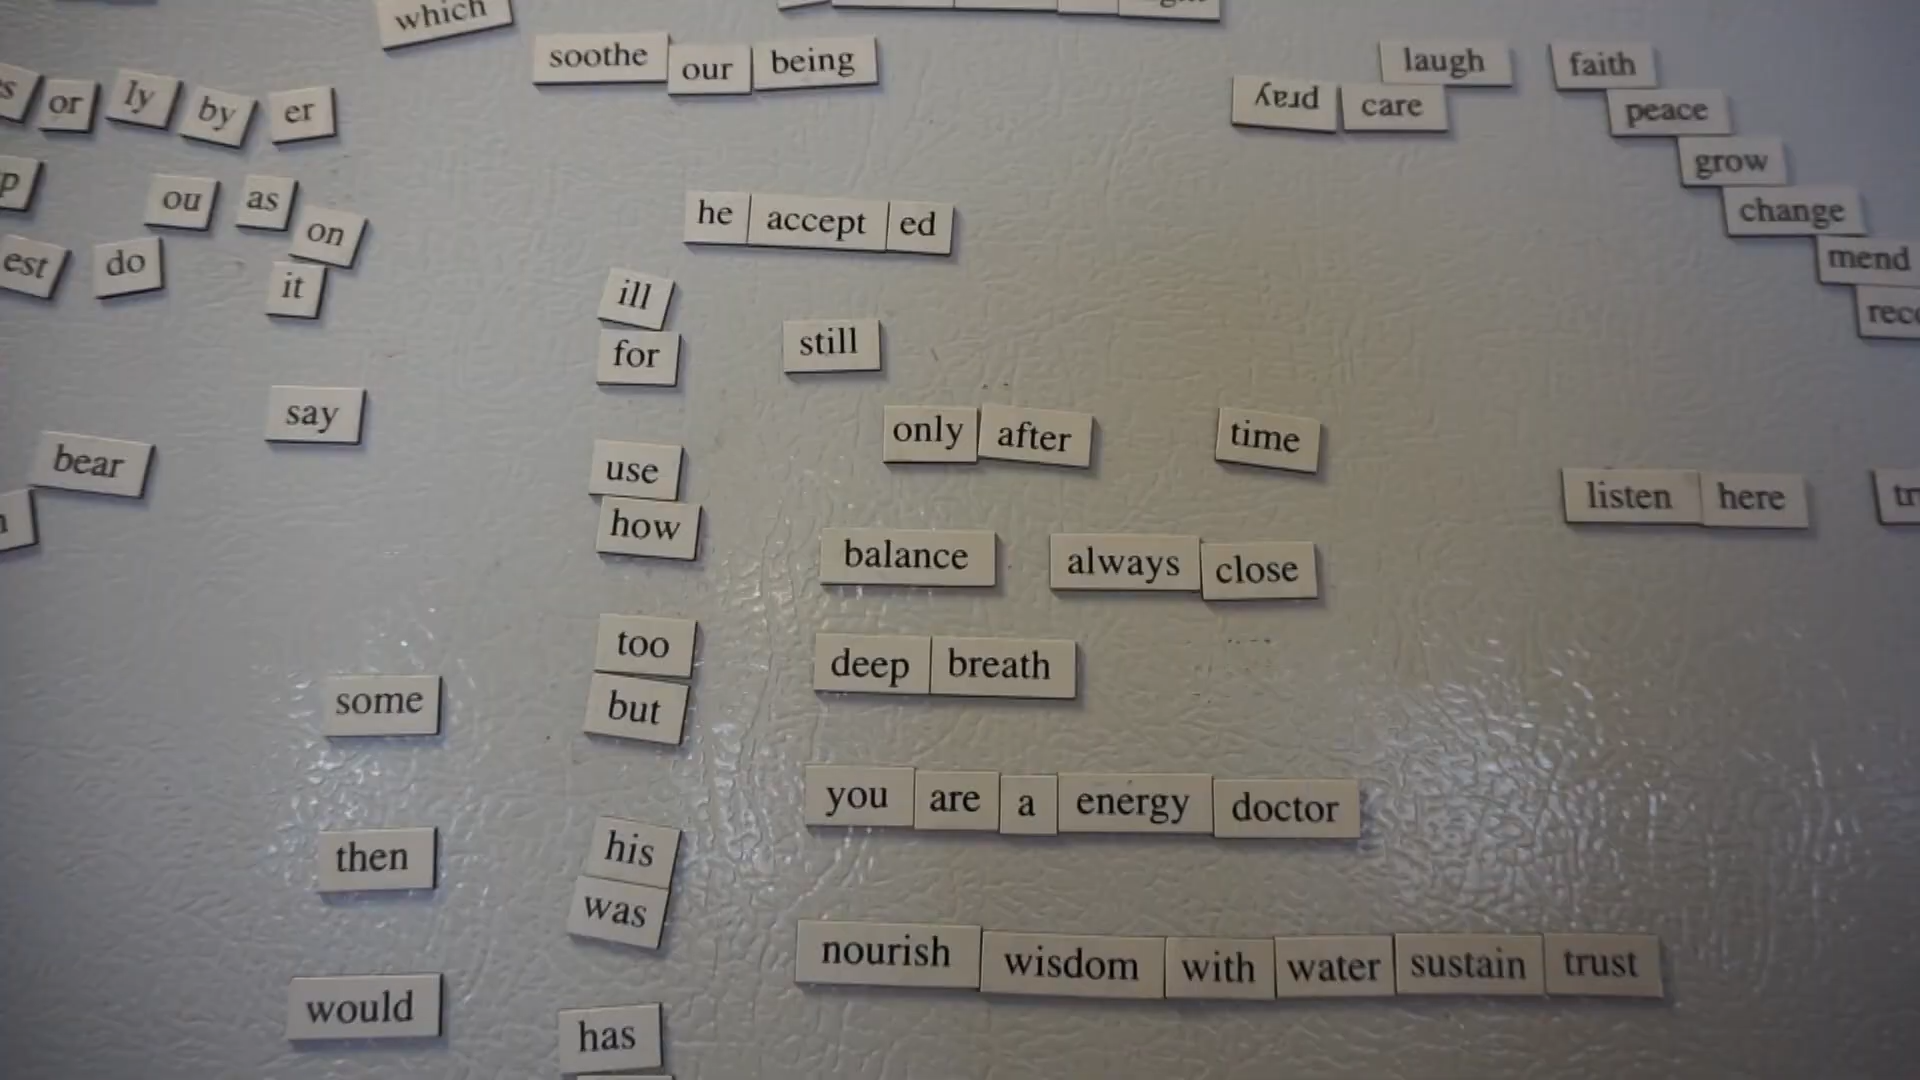 which
soothe our being
laugh
faith
pray care
peace
or ly by er
grow
ou as
change
he accept ed
on
est do
mend
it
ill
for
still
say
only after time
bear
use
listen here
how
balance always close
too
deep breath
some
but
you are a energy doctor
then
his
was
nourish wisdom with water sustain trust
would
has